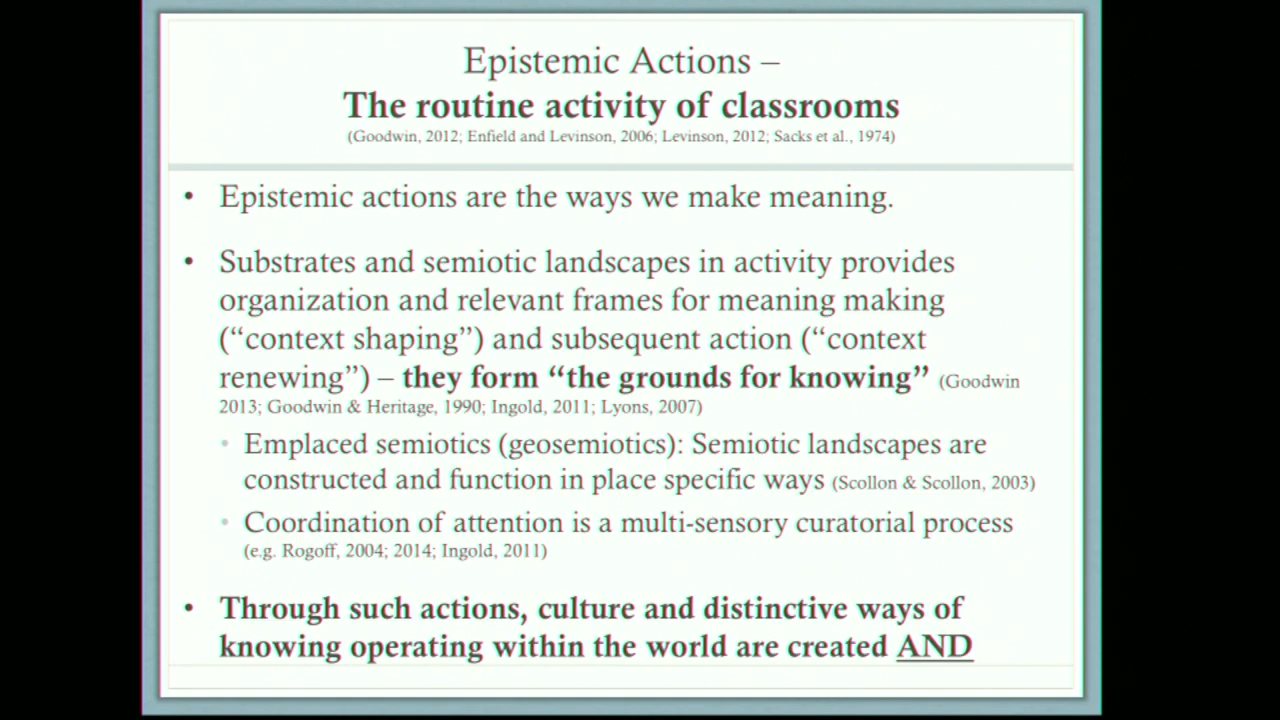 Epistemic Actions –
The routine activity of classrooms
(Goodwin, 2012; Enfield and Levinson, 2006; Levinson, 2012; Sacks et al., 1974)
• Epistemic actions are the ways we make meaning.
• Substrates and semiotic landscapes in activity provides
organization and relevant frames for meaning making
(“context shaping”) and subsequent action (“context
renewing”) – they form “the grounds for knowing” (Goodwin
2013; Goodwin & Heritage, 1990; Ingold, 2011; Lyons, 2007)
• Emplaced semiotics (geosemiotics): Semiotic landscapes are
constructed and function in place specific ways (Scollon & Scollon, 2003)
• Coordination of attention is a multi-sensory curatorial process
(e.g. Rogoff, 2004; 2014; Ingold, 2011)
• Through such actions, culture and distinctive ways of
knowing operating within the world are created AND